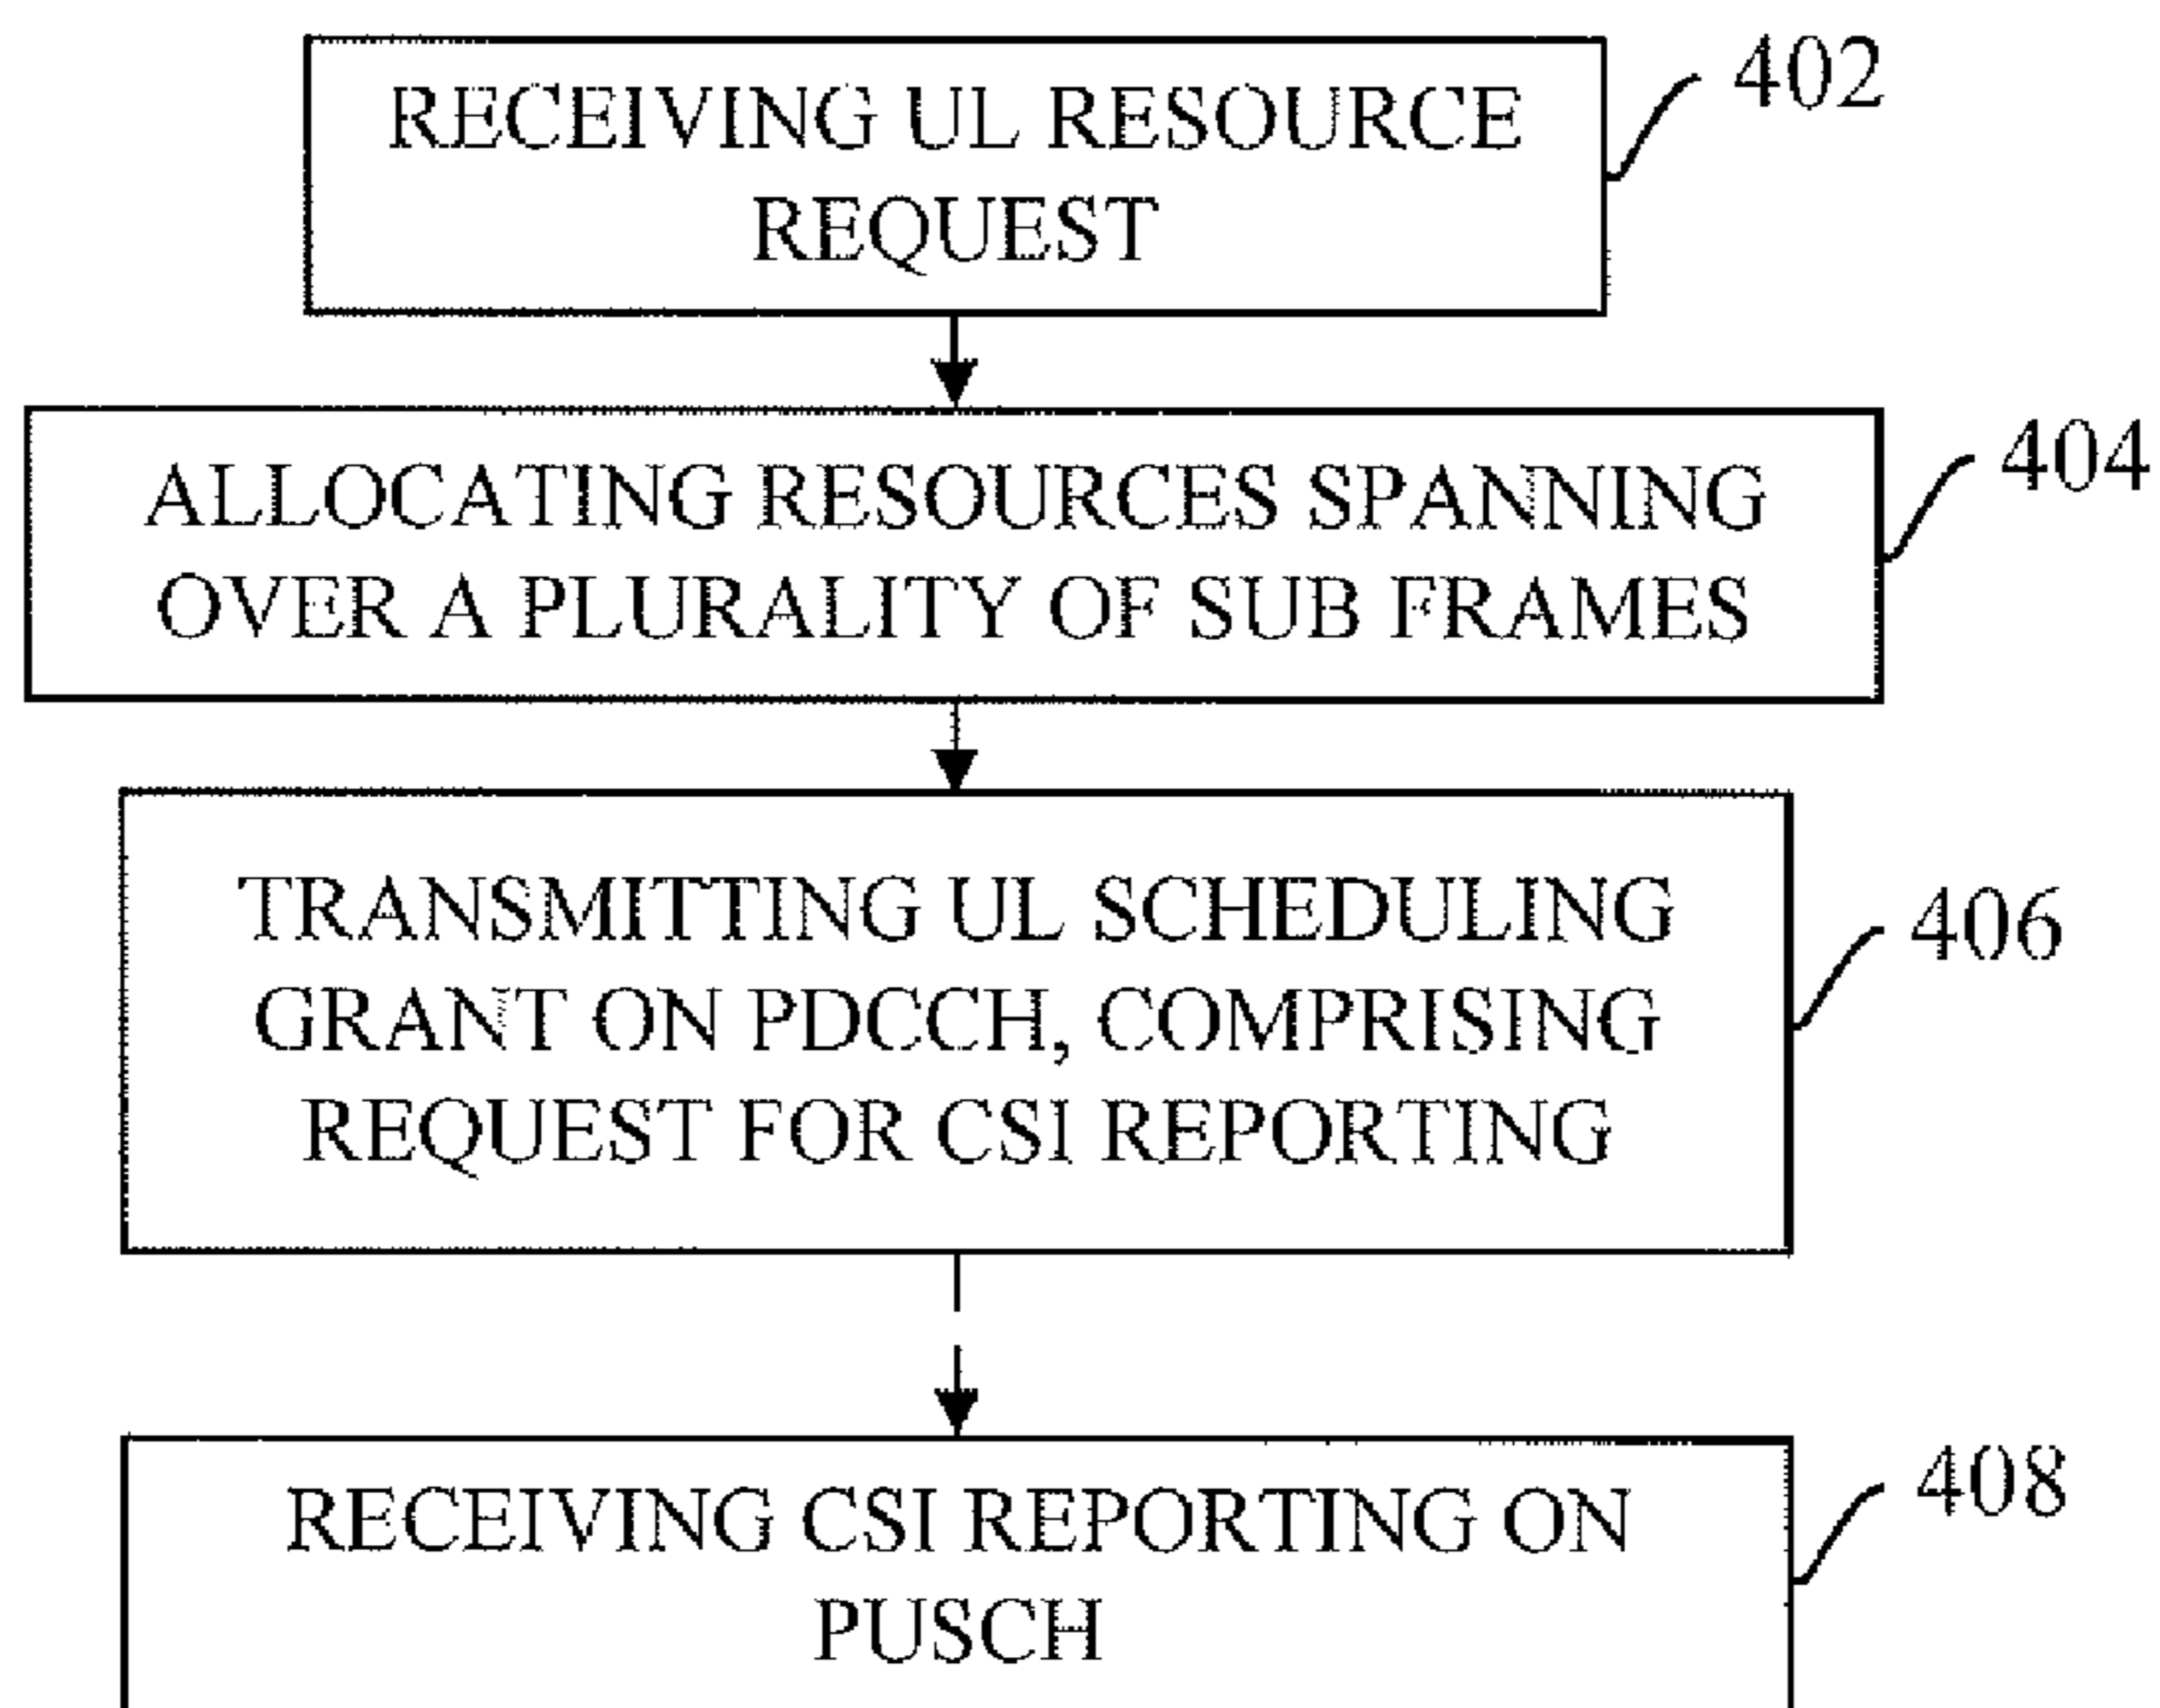 RECEIVING UL RESOURCE
REQUEST
402
ALLOCATING RESOURCES SPANNING
OVER A PLURALITY OF SUB FRAMES
404
TRANSMITTING UL SCHEDULING
GRANT ON PDCCH, COMPRISING
REQUEST FOR CSI REPORTING
406
RECEIVING CSI REPORTING ON
PUSCH
408